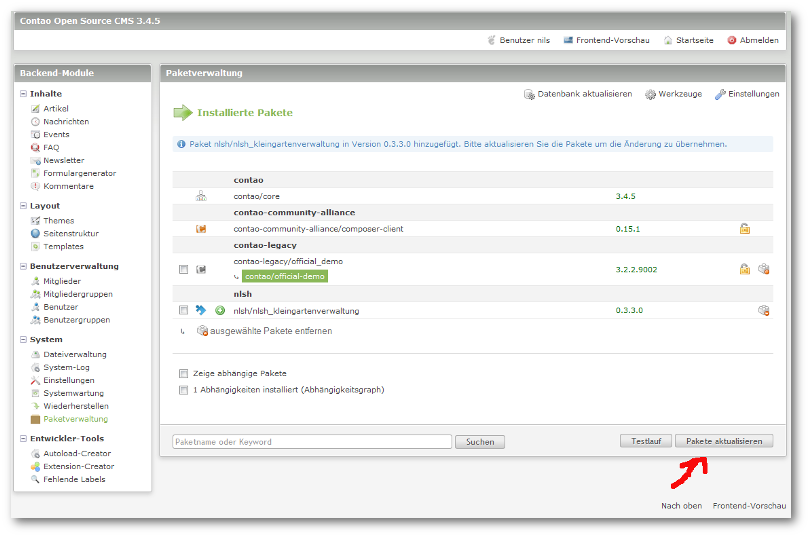 Contao Open Source CMS 3.4.5
Benutzer nils Frontend-Vorschau Startseite Abmelden
Backend-Module
Inhalte
Artikel
Nachrichten
Events
FAQ
Newsletter
Formulargenerator
Kommentare
Layout
Themes
Seitenstruktur
Templates
Benutzerverwaltung
Mitglieder
Mitgliedergruppen
Benutzer
Benutzergruppen
System
Dateiverwaltung
System-Log
Einstellungen
Systemwartung
Wiederherstellen
Paketverwaltung
Entwickler-Tools
Autoload-Creator
Extension-Creator
Fehlende Labels
Paketverwaltung
Datenbank aktualisieren Werkzeuge Einstellungen
Installierte Pakete
Paket nlsh/nlsh_kleingartenverwaltung in Version 0.3.3.0 hinzugefügt. Bitte aktualisieren Sie die Pakete um die Änderung zu übernehmen.
contao
contao/core 3.4.5
contao-community-alliance
contao-community-alliance/composer-client 0.15.1
contao-legacy
contao-legacy/official_demo 3.2.2.9002
contao/official-demo
nlsh
nlsh/nlsh_kleingartenverwaltung 0.3.3.0
ausgewählte Pakete entfernen
Zeige abhängige Pakete
1 Abhängigkeiten installiert (Abhängigkeitsgraph)
Paketname oder Keyword Suchen Testlauf Pakete aktualisieren
Nach oben Frontend-Vorschau